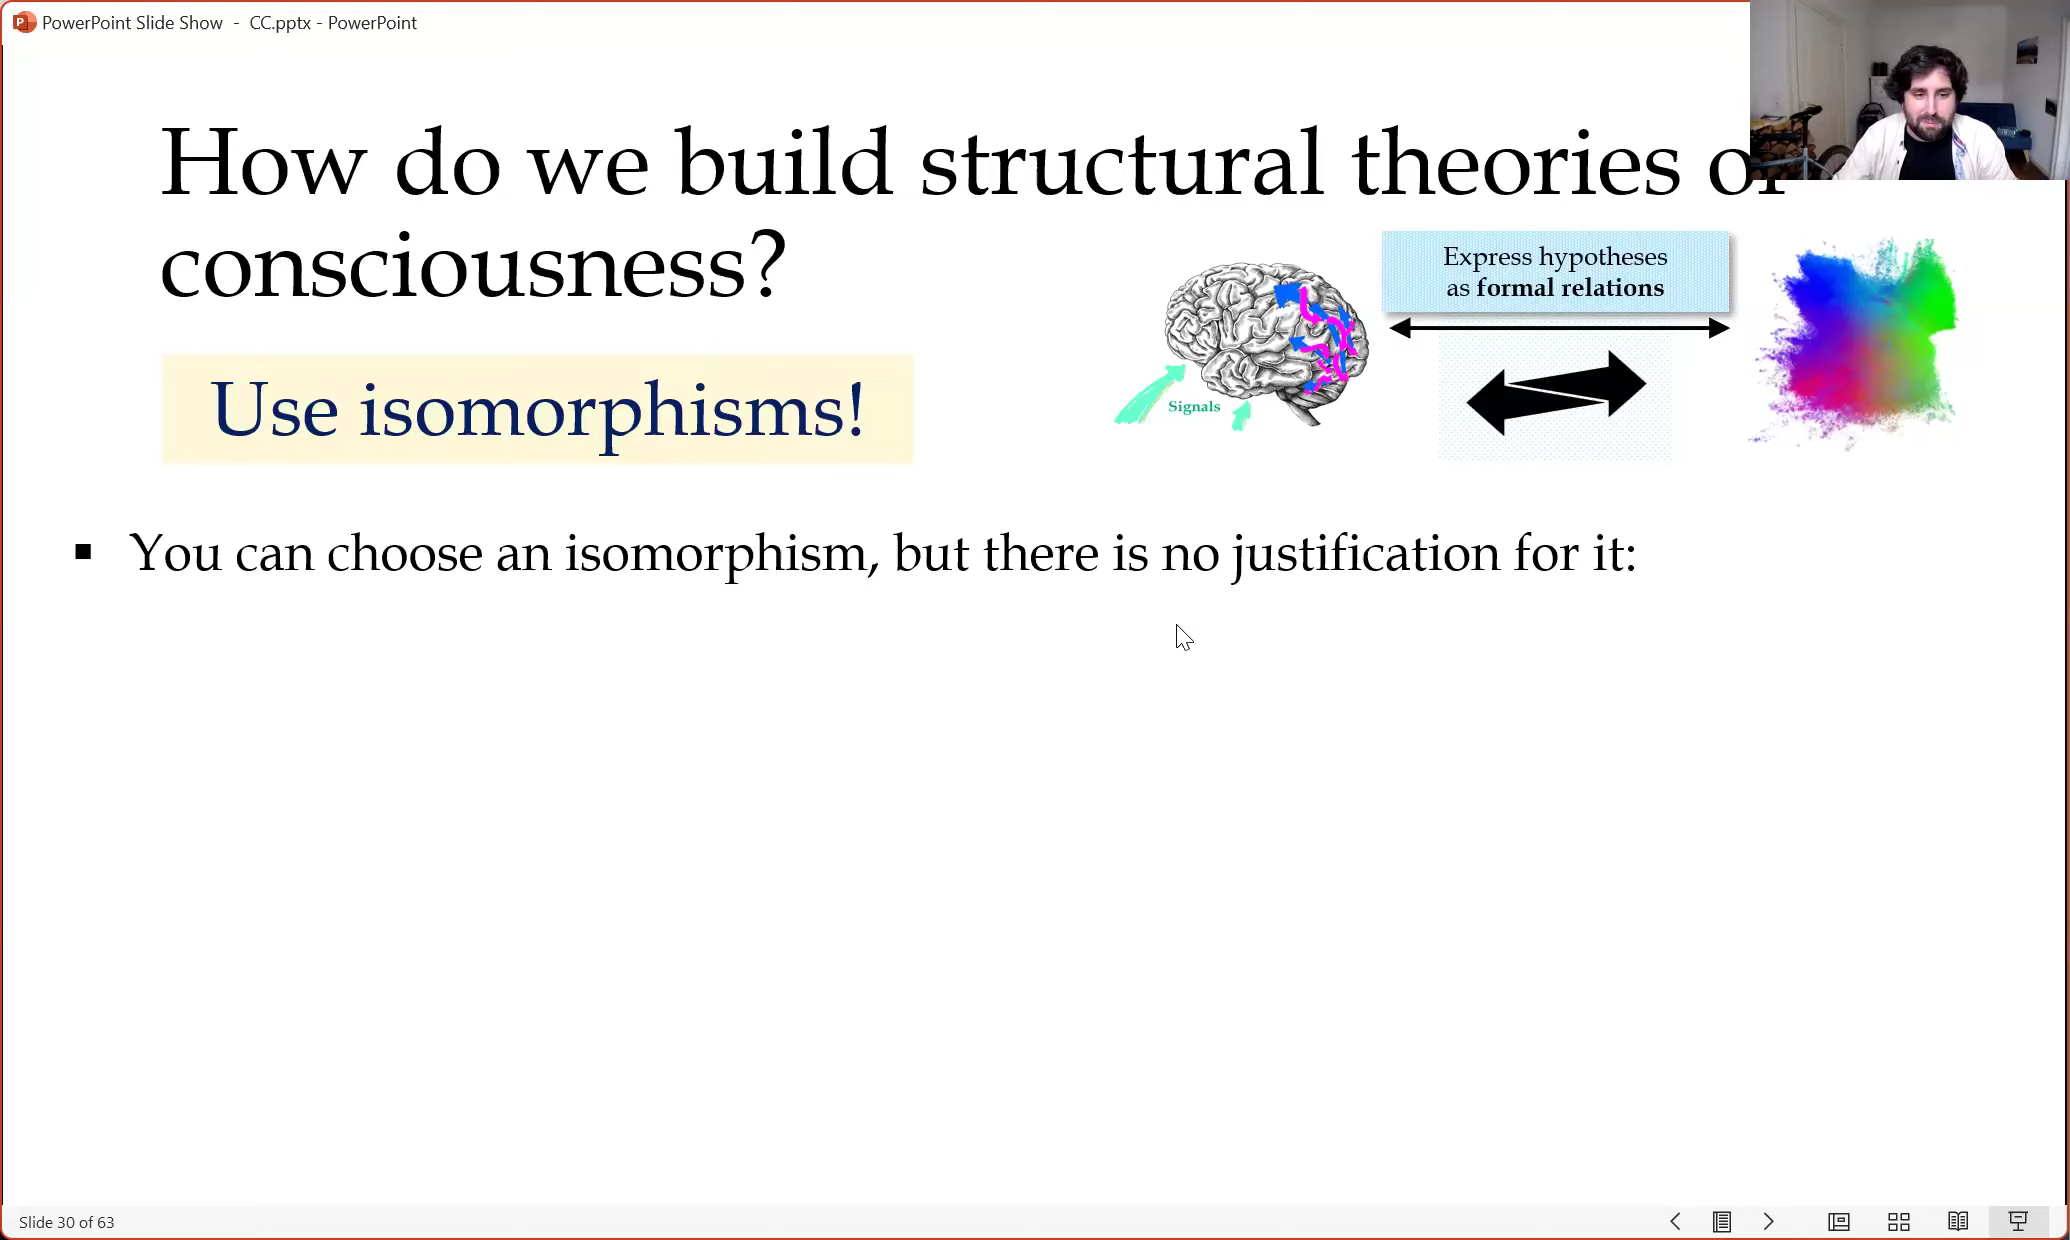 PowerPoint Slide Show - CC.pptx - PowerPoint
How do we build structural theories of
consciousness?
Express hypotheses
as formal relations
Use isomorphisms!
Signals
▪ You can choose an isomorphism, but there is no justification for it:
Slide 30 of 63